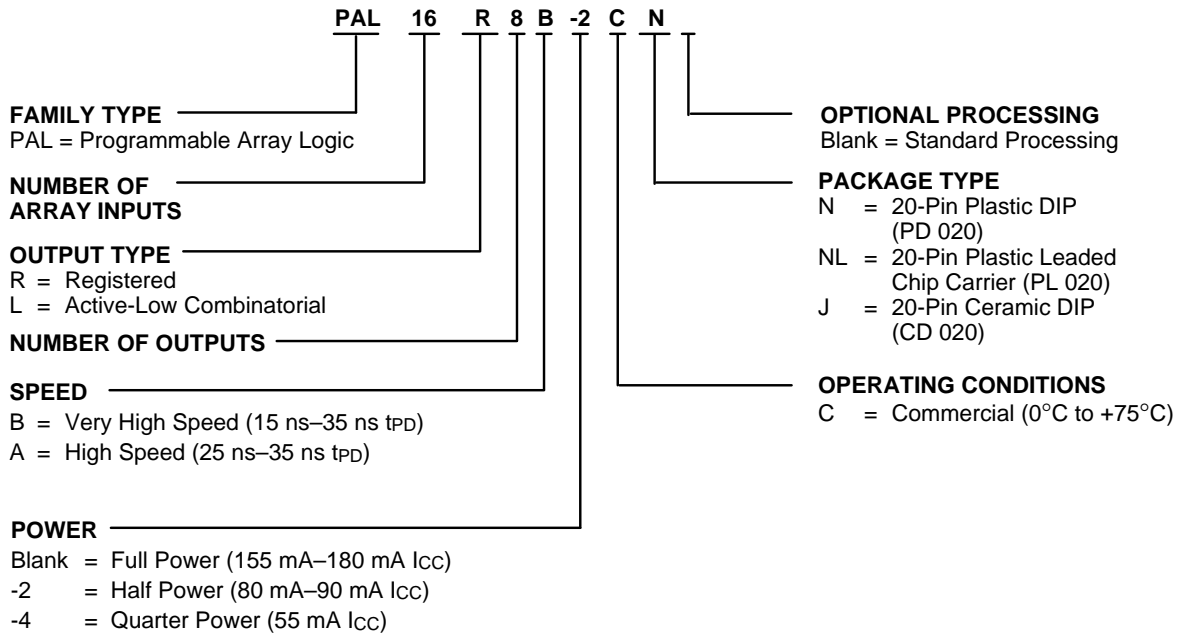 PAL 16 R 8 B -2 C N
FAMILY TYPE
PAL = Programmable Array Logic
NUMBER OF
ARRAY INPUTS
OUTPUT TYPE
R = Registered
L = Active-Low Combinatorial
NUMBER OF OUTPUTS
SPEED
B = Very High Speed (15 ns–35 ns tPD)
A = High Speed (25 ns–35 ns tPD)
POWER
Blank = Full Power (155 mA–180 mA ICC)
-2 = Half Power (80 mA–90 mA ICC)
-4 = Quarter Power (55 mA ICC)
OPTIONAL PROCESSING
Blank = Standard Processing
PACKAGE TYPE
N = 20-Pin Plastic DIP
(PD 020)
NL = 20-Pin Plastic Leaded
Chip Carrier (PL 020)
J = 20-Pin Ceramic DIP
(CD 020)
OPERATING CONDITIONS
C = Commercial (0°C to +75°C)